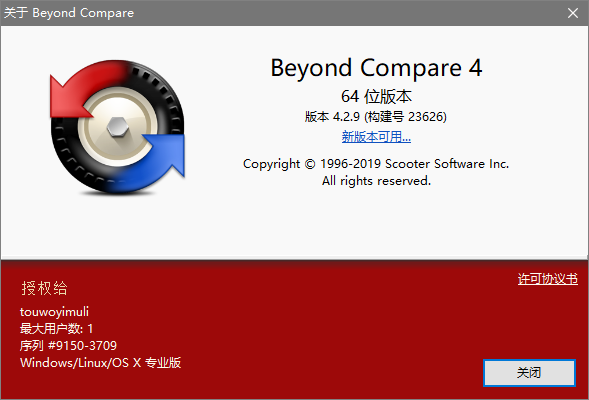 关于 Beyond Compare
Beyond Compare 4
64 位版本
版本 4.2.9 (构建号 23626)
新版本可用...
Copyright © 1996-2019 Scooter Software Inc.
All rights reserved.
许可协议书
授权给
touwoyimuli
最大用户数: 1
序列 #9150-3709
Windows/Linux/OS X 专业版
关闭